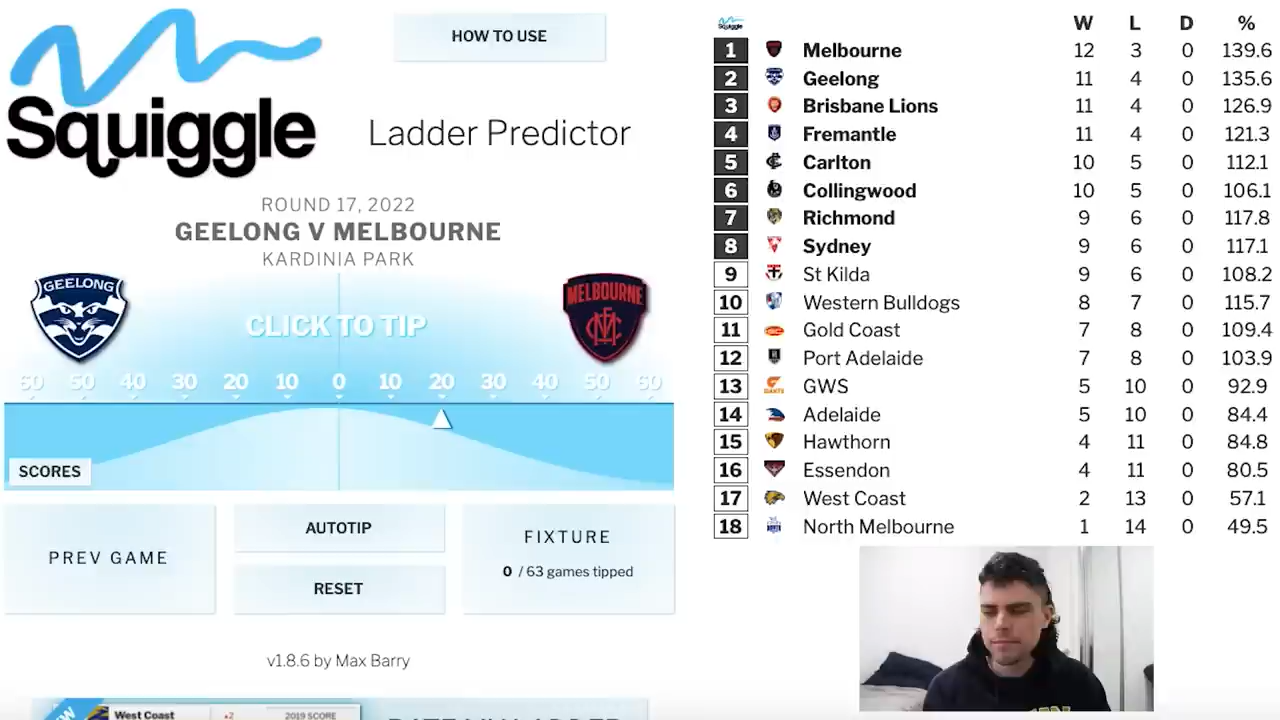 Squiggle
HOW TO USE
Ladder Predictor
ROUND 17, 2022
GEELONG V MELBOURNE
KARDINIA PARK
GEELONG
MELBOURNE
CLICK TO TIP
60 50 40 30 20 10 0 10 20 30 40 50 60
SCORES
PREV GAME
AUTOTIP
RESET
FIXTURE
0 / 63 games tipped
v1.8.6 by Max Barry
West Coast
2019 SCORE
Squiggle W L D %
1 Melbourne 12 3 0 139.6
2 Geelong 11 4 0 135.6
3 Brisbane Lions 11 4 0 126.9
4 Fremantle 11 4 0 121.3
5 Carlton 10 5 0 112.1
6 Collingwood 10 5 0 106.1
7 Richmond 9 6 0 117.8
8 Sydney 9 6 0 117.1
9 St Kilda 9 6 0 108.2
10 Western Bulldogs 8 7 0 115.7
11 Gold Coast 7 8 0 109.4
12 Port Adelaide 7 8 0 103.9
13 GWS 5 10 0 92.9
14 Adelaide 5 10 0 84.4
15 Hawthorn 4 11 0 84.8
16 Essendon 4 11 0 80.5
17 West Coast 2 13 0 57.1
18 North Melbourne 1 14 0 49.5